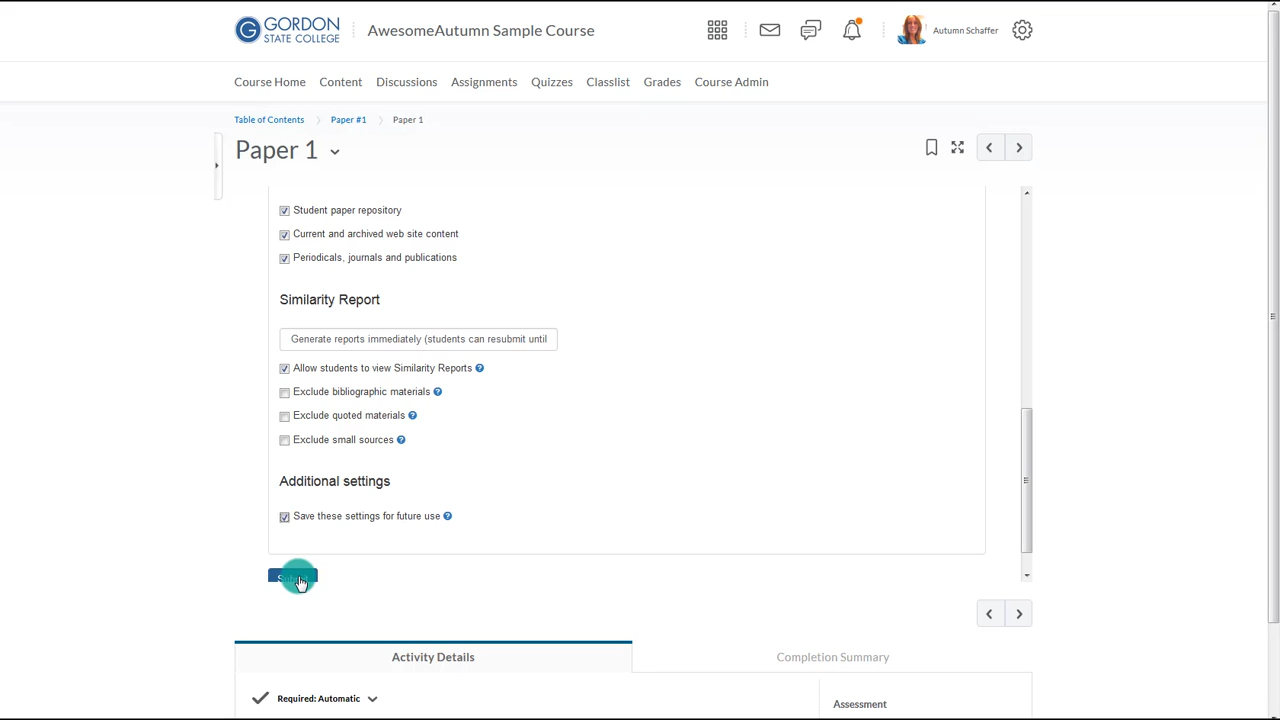 GORDON
STATE COLLEGE
AwesomeAutumn Sample Course
Autumn Schaffer
Course Home
Content
Discussions
Assignments
Quizzes
Classlist
Grades
Course Admin
Table of Contents
Paper #1
Paper 1
Paper 1
Student paper repository
Current and archived web site content
Periodicals, journals and publications
Similarity Report
Generate reports immediately (students can resubmit until
Allow students to view Similarity Reports
Exclude bibliographic materials
Exclude quoted materials
Exclude small sources
Additional settings
Save these settings for future use
Activity Details
Completion Summary
Required: Automatic
Assessment